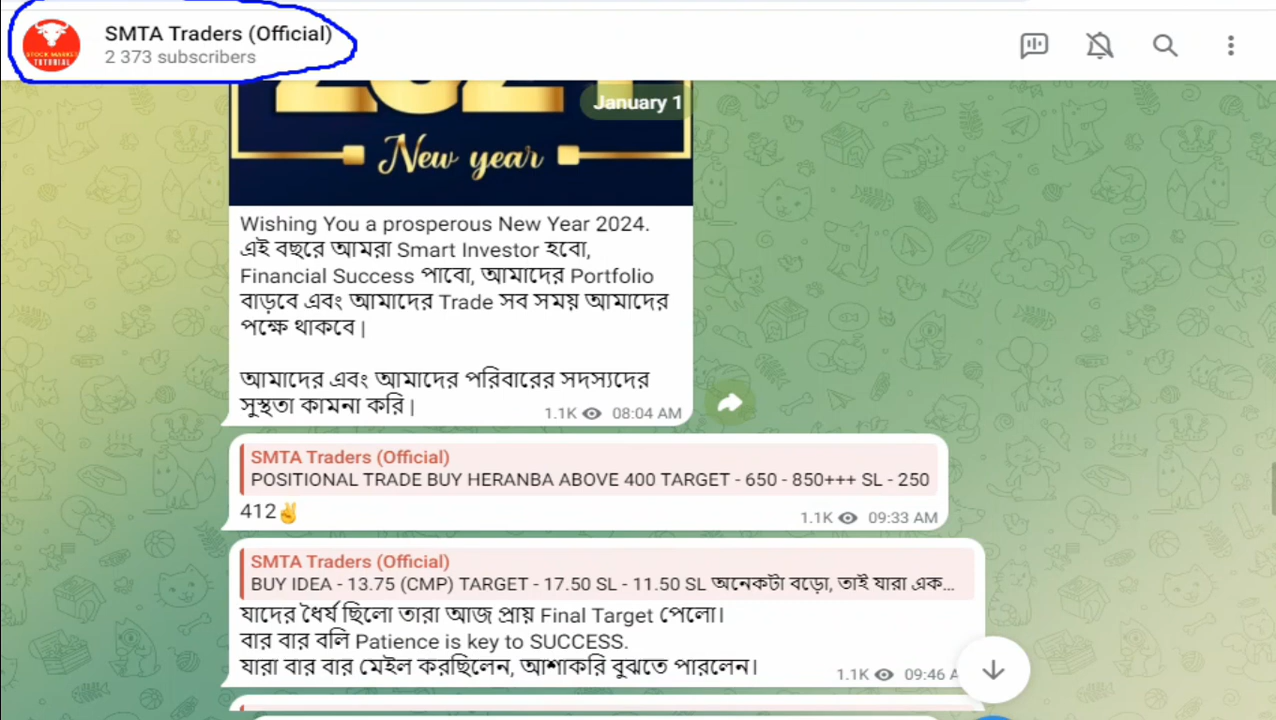 SMTA Traders (Official)
2 373 subscribers
STOCK MARKET
TUTORIAL
January 1
New year
Wishing You a prosperous New Year 2024.
এই বছরে আমরা Smart Investor হবো,
Financial Success পাবো, আমাদের Portfolio
বাড়বে এবং আমাদের Trade সব সময় আমাদের
পক্ষে থাকবে|
আমাদের এবং আমাদের পরিবারের সদস্যদের
সুস্থতা কামনা করি|
1.1K 08:04 AM
SMTA Traders (Official)
POSITIONAL TRADE BUY HERANBA ABOVE 400 TARGET - 650 - 850+++ SL - 250
412✌
1.1K 09:33 AM
SMTA Traders (Official)
BUY IDEA - 13.75 (CMP) TARGET - 17.50 SL - 11.50 SL অনেকটা বড়ো, তাই যারা এক...
যাদের ধৈর্য ছিলো তারা আজ প্রায় Final Target পেলো।
বার বার বলি Patience is key to SUCCESS.
যারা বার বার মেইল করছিলেন, আশাকরি বুঝতে পারলেন।
1.1K 09:46 A